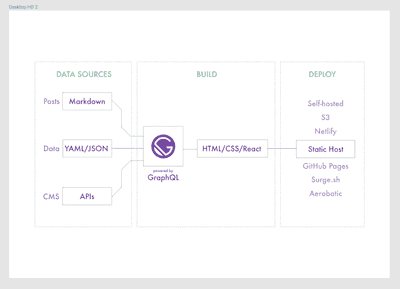 Desktop HD 2
DATA SOURCES
BUILD
DEPLOY
Posts
Markdown
Data
YAML/JSON
CMS
APIs
powered by
GraphQL
HTML/CSS/React
Self-hosted
S3
Netlify
Static Host
GitHub Pages
Surge.sh
Aerobatic